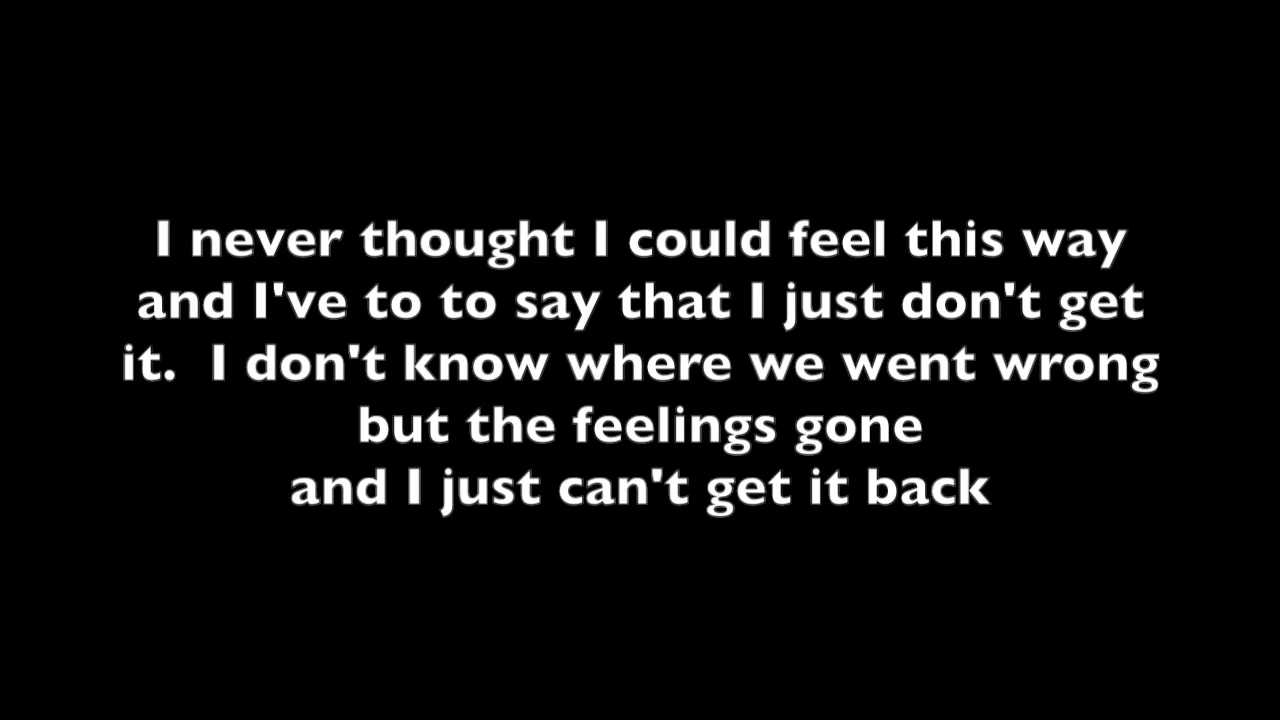 I never thought I could feel this way
and I've to to say that I just don't get
it.  I don't know where we went wrong
but the feelings gone
and I just can't get it back